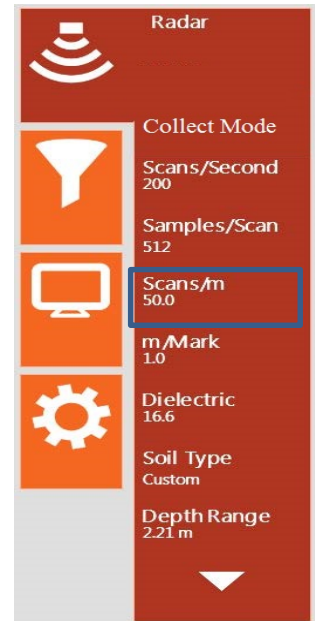 Radar
Collect Mode
Scans/Second
200
Samples/Scan
512
Scans/m
50.0
m/Mark
1.0
Dielectric
16.6
Soil Type
Custom
Depth Range
2.21 m